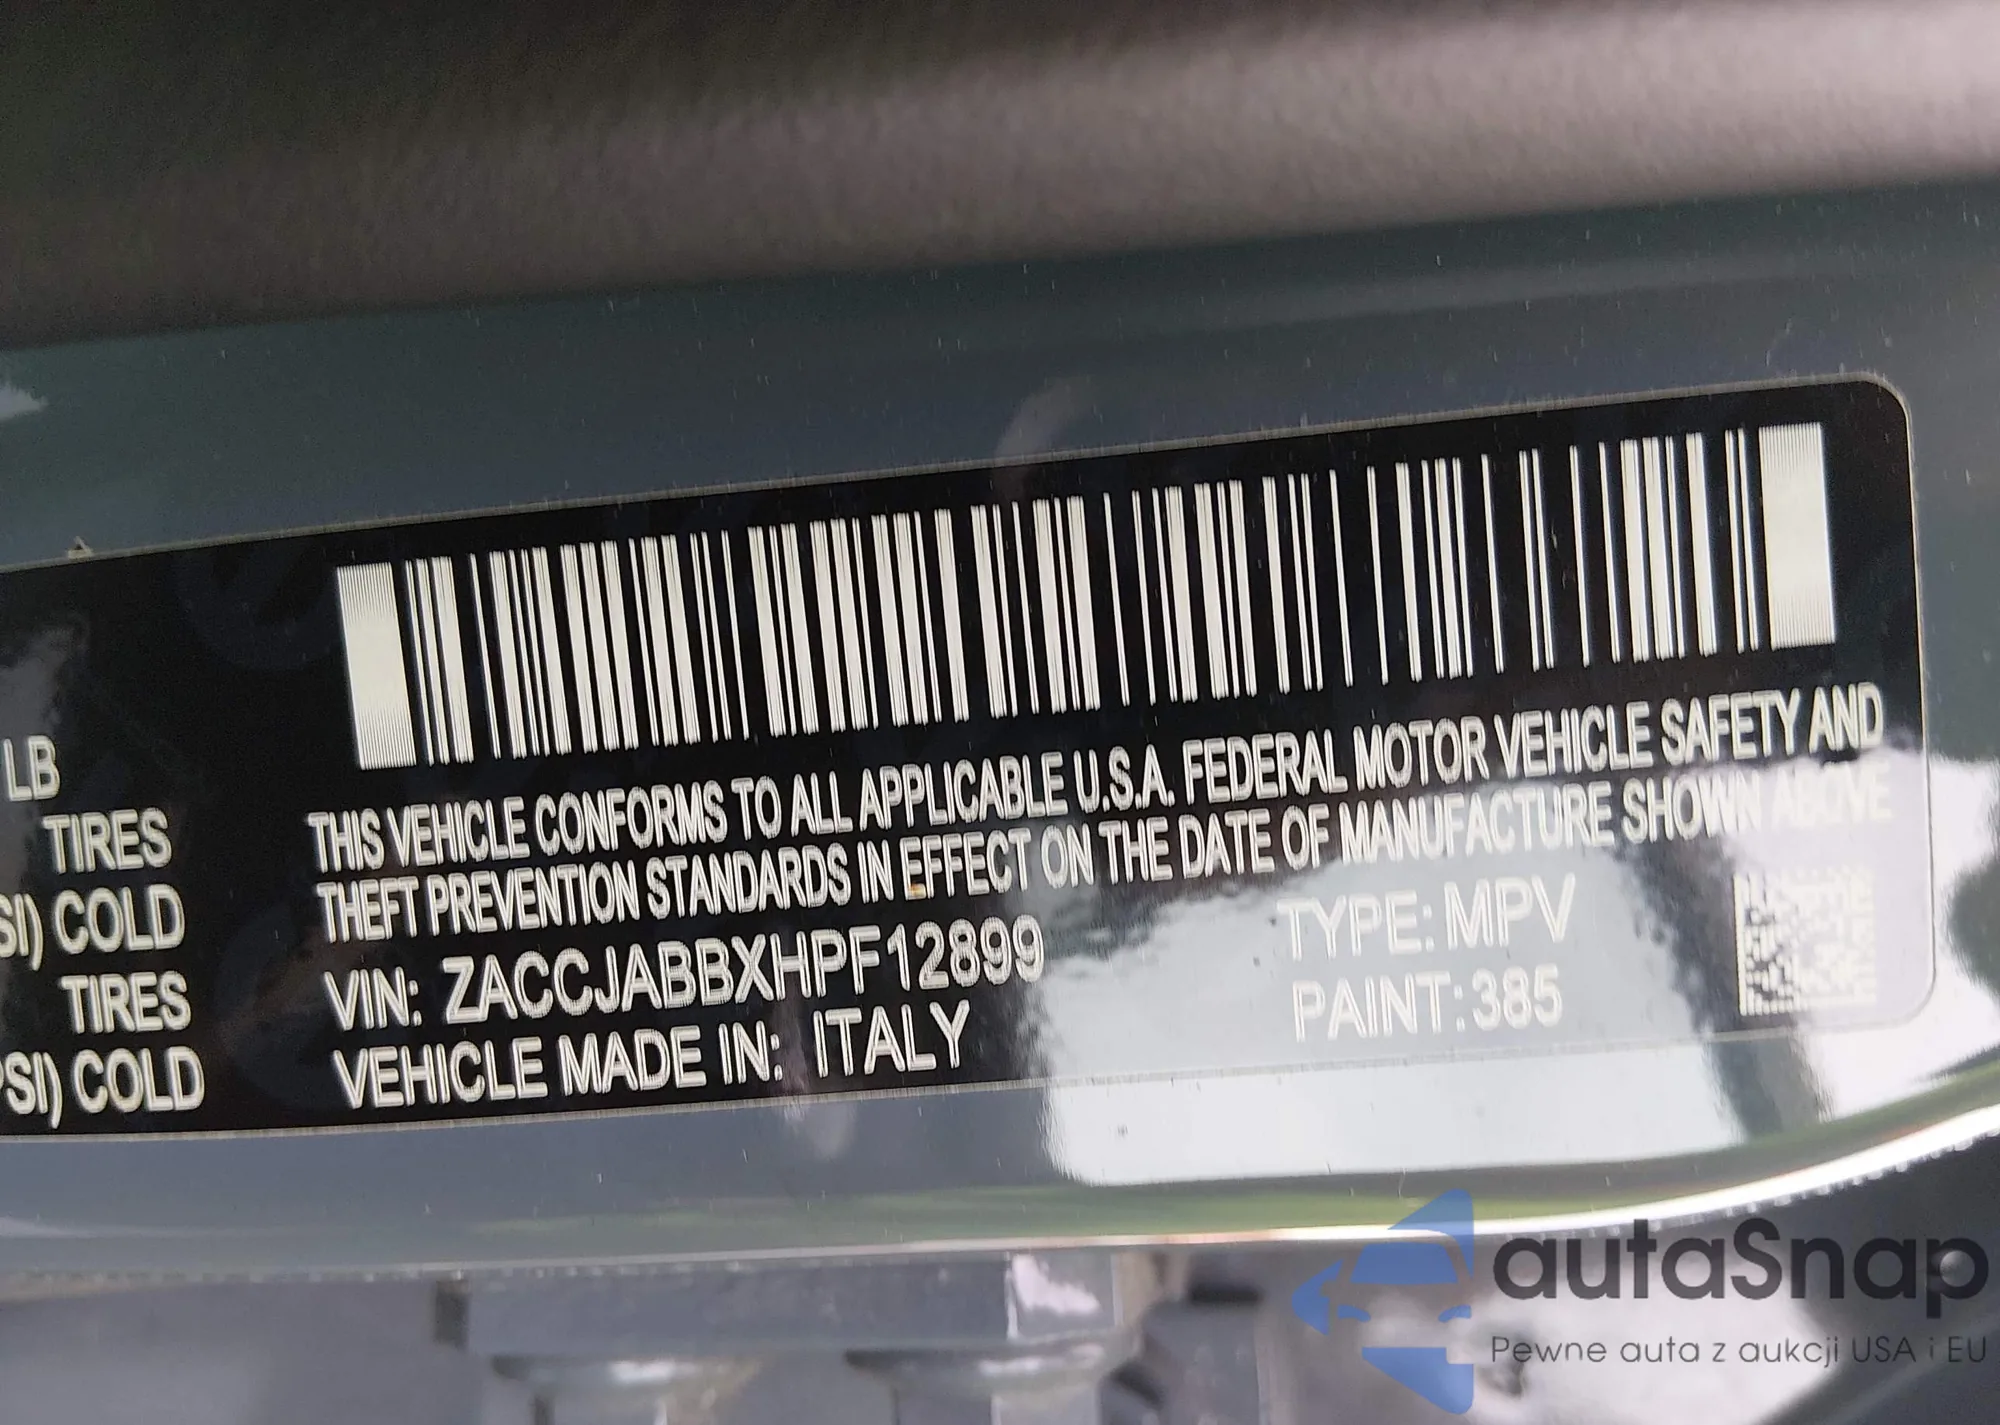 LB
TIRES
SI) COLD
TIRES
PSI) COLD
THIS VEHICLE CONFORMS TO ALL APPLICABLE U.S.A. FEDERAL MOTOR VEHICLE SAFETY AND
THEFT PREVENTION STANDARDS IN EFFECT ON THE DATE OF MANUFACTURE SHOWN ABOVE
VIN: ZACCJABBXHPF12899
TYPE: MPV
VEHICLE MADE IN: ITALY
PAINT: 385
autaSnap
Pewne auta z aukcji USA i EU